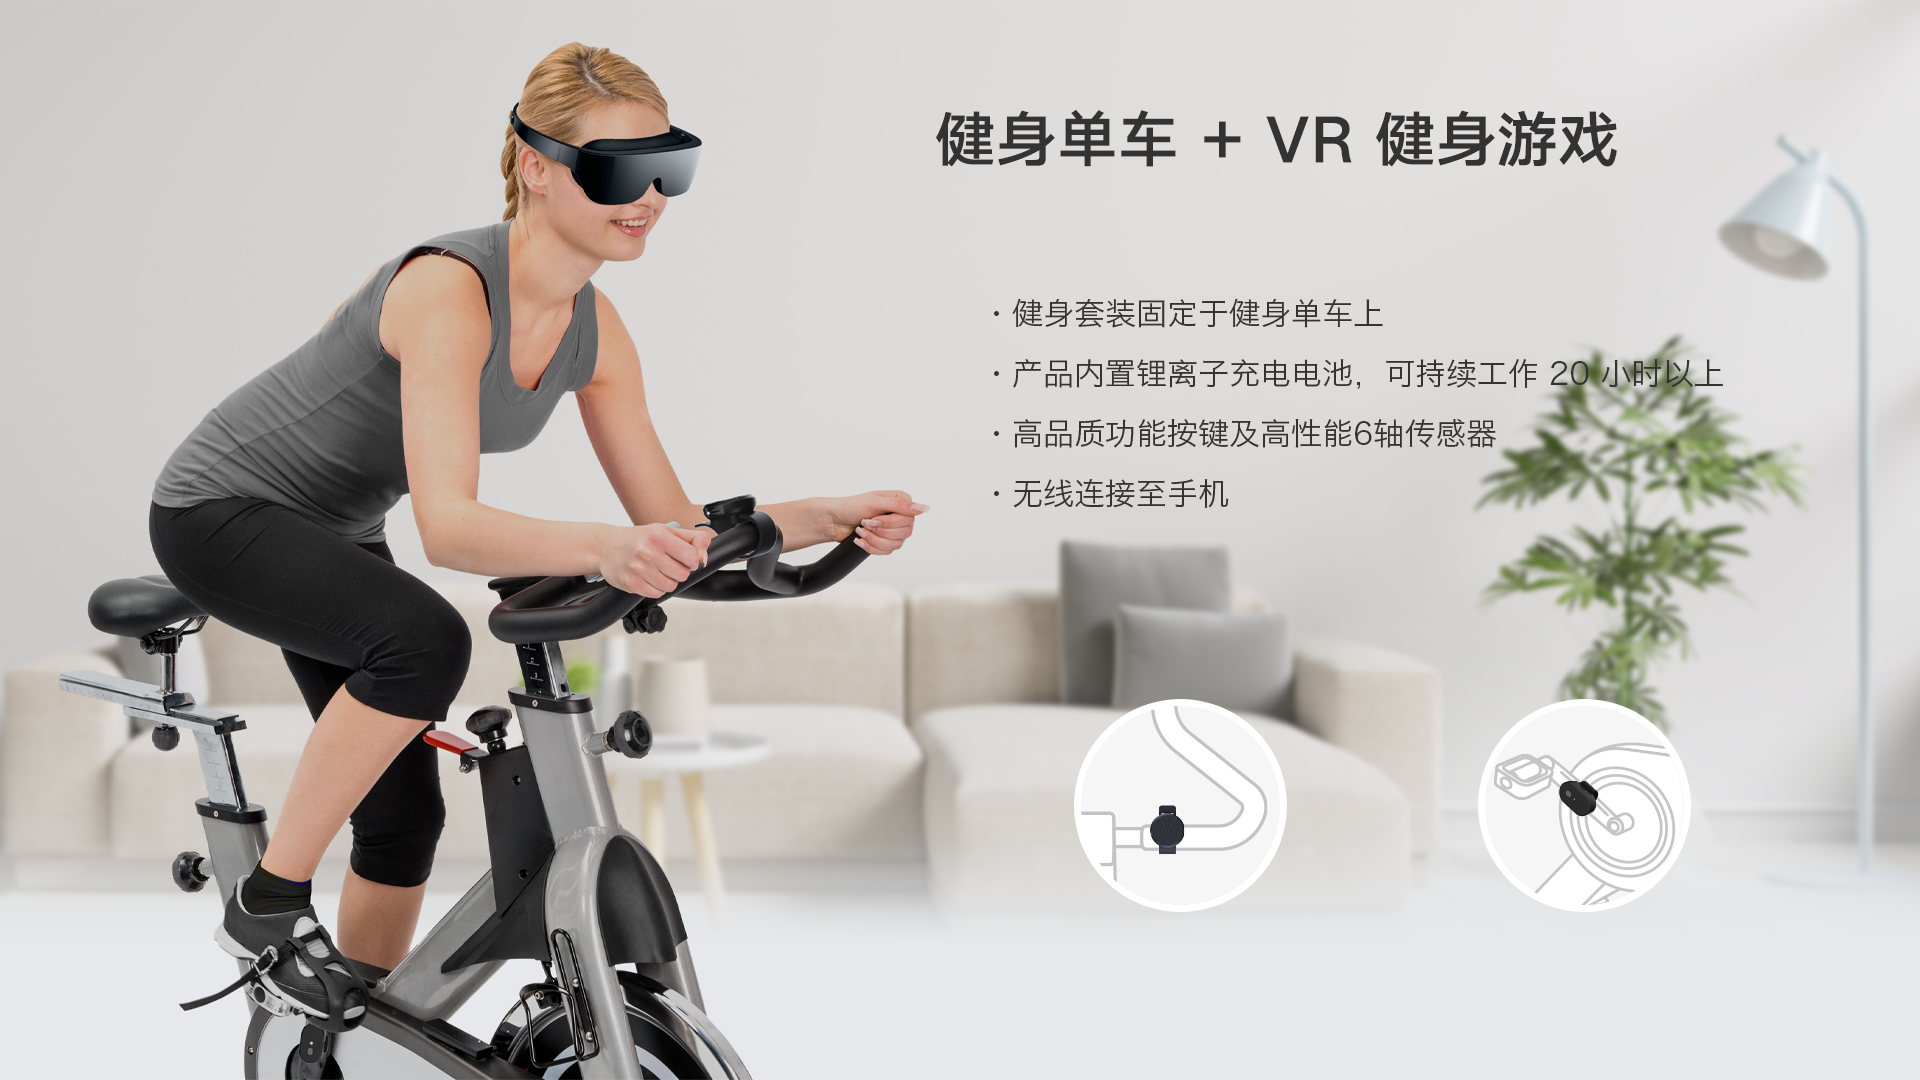 健身单车 + VR 健身游戏
· 健身套装固定于健身单车上
· 产品内置锂离子充电电池，可持续工作 20 小时以上
· 高品质功能按键及高性能6轴传感器
· 无线连接至手机